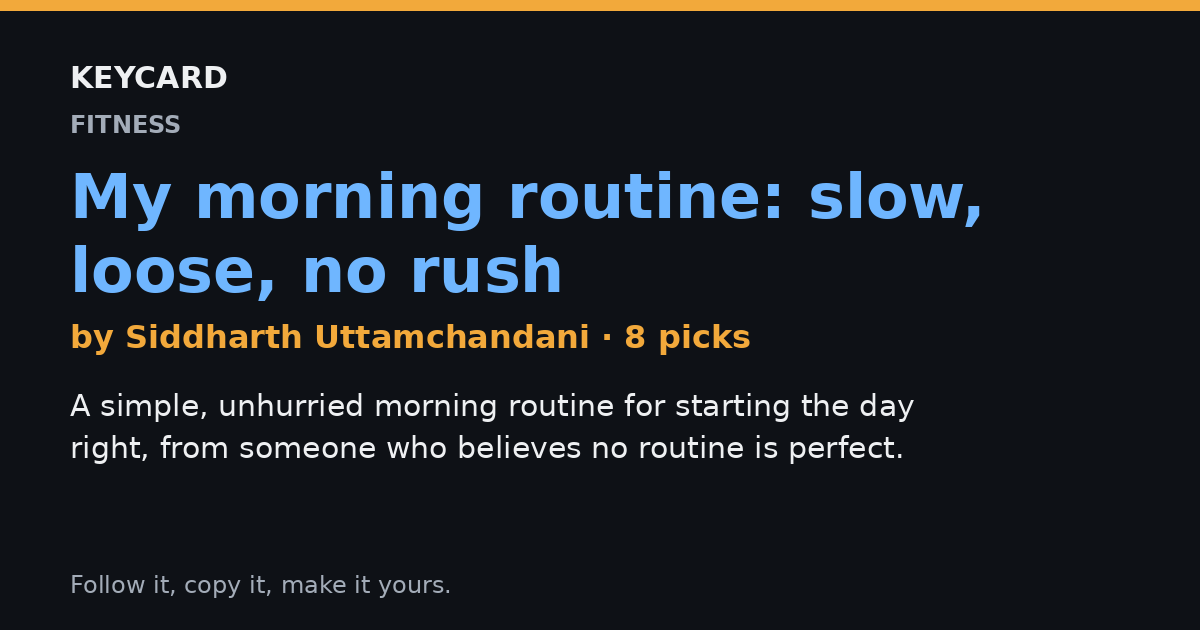 KEYCARD
FITNESS
My morning routine: slow,
loose, no rush
by Siddharth Uttamchandani · 8 picks
A simple, unhurried morning routine for starting the day
right, from someone who believes no routine is perfect.
Follow it, copy it, make it yours.